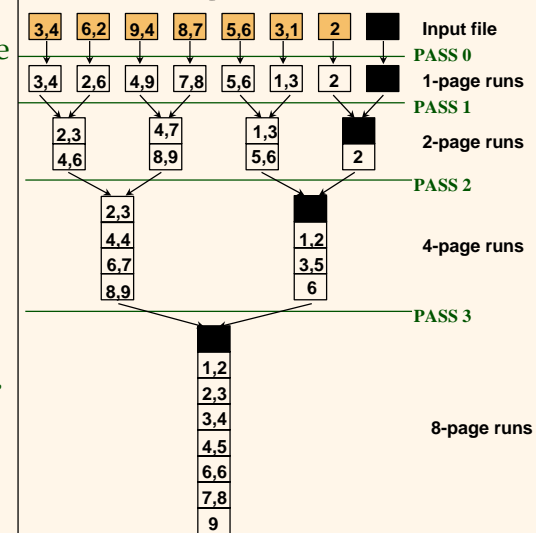 3,4 6,2 9,4 8,7 5,6 3,1 2 Input file
e
PASS 0
3,4 2,6 4,9 7,8 5,6 1,3 2 1-page runs
PASS 1
2,3 4,7 1,3 2-page runs
4,6 8,9 5,6 2
PASS 2
2,3
4,4 1,2 4-page runs
6,7 3,5
8,9 6
PASS 3
1,2
2,3
3,4
4,5 8-page runs
6,6
7,8
9